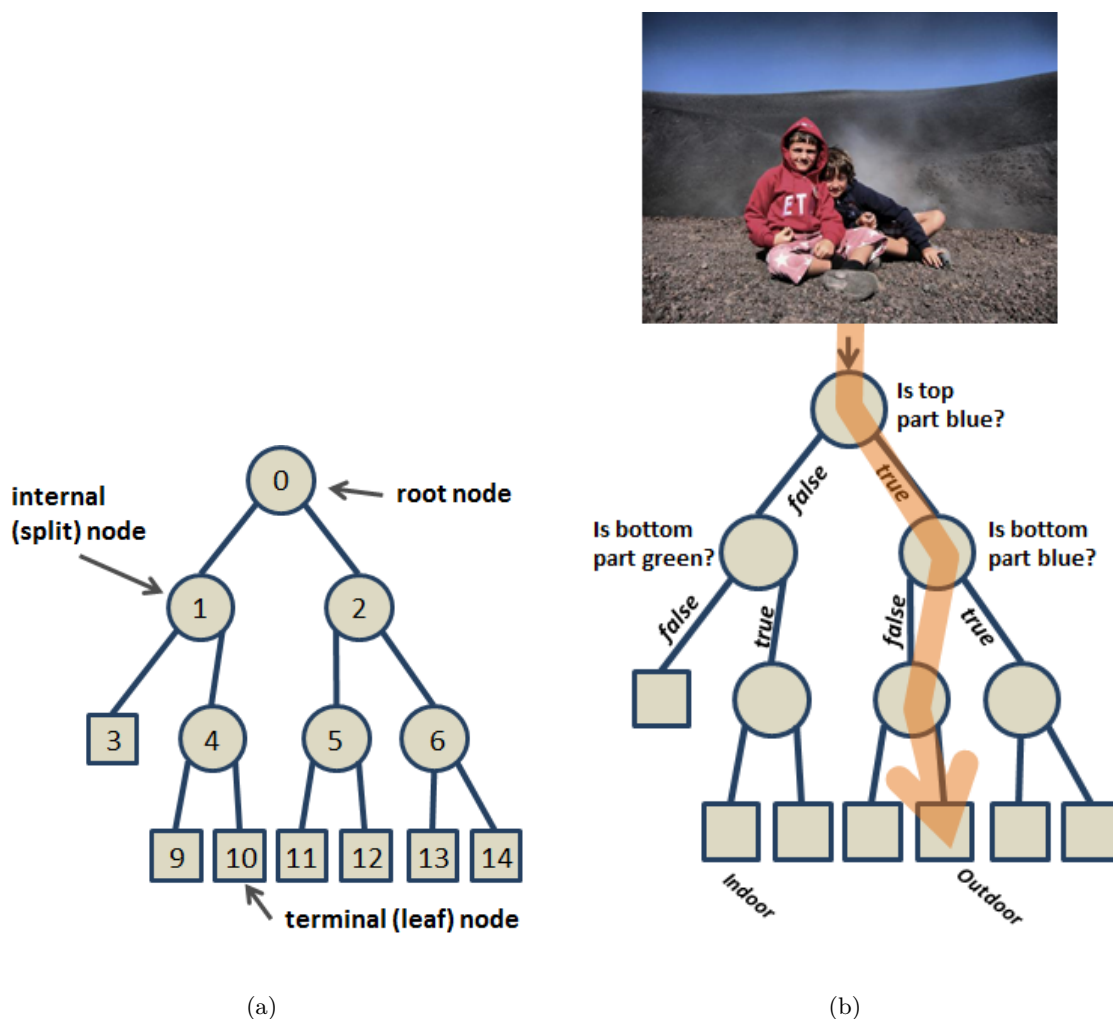 ET
Is top
part blue?
false
true
Is bottom
part green?
Is bottom
part blue?
false
true
false
true
Indoor
Outdoor
internal
(split) node
0
root node
1
2
3
4
5
6
9
10
11
12
13
14
terminal (leaf) node
(a)
(b)